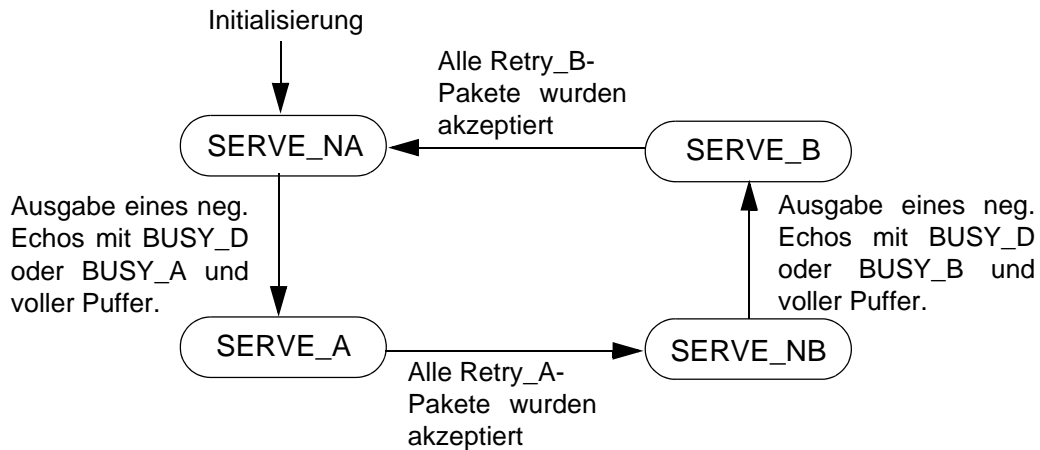 Initialisierung
Alle Retry_B-
Pakete wurden
akzeptiert
SERVE_NA
SERVE_B
Ausgabe eines neg.
Echos mit BUSY_D
oder BUSY_A und
voller Puffer.
Ausgabe eines neg.
Echos mit BUSY_D
oder BUSY_B und
voller Puffer.
SERVE_A
SERVE_NB
Alle Retry_A-
Pakete wurden
akzeptiert